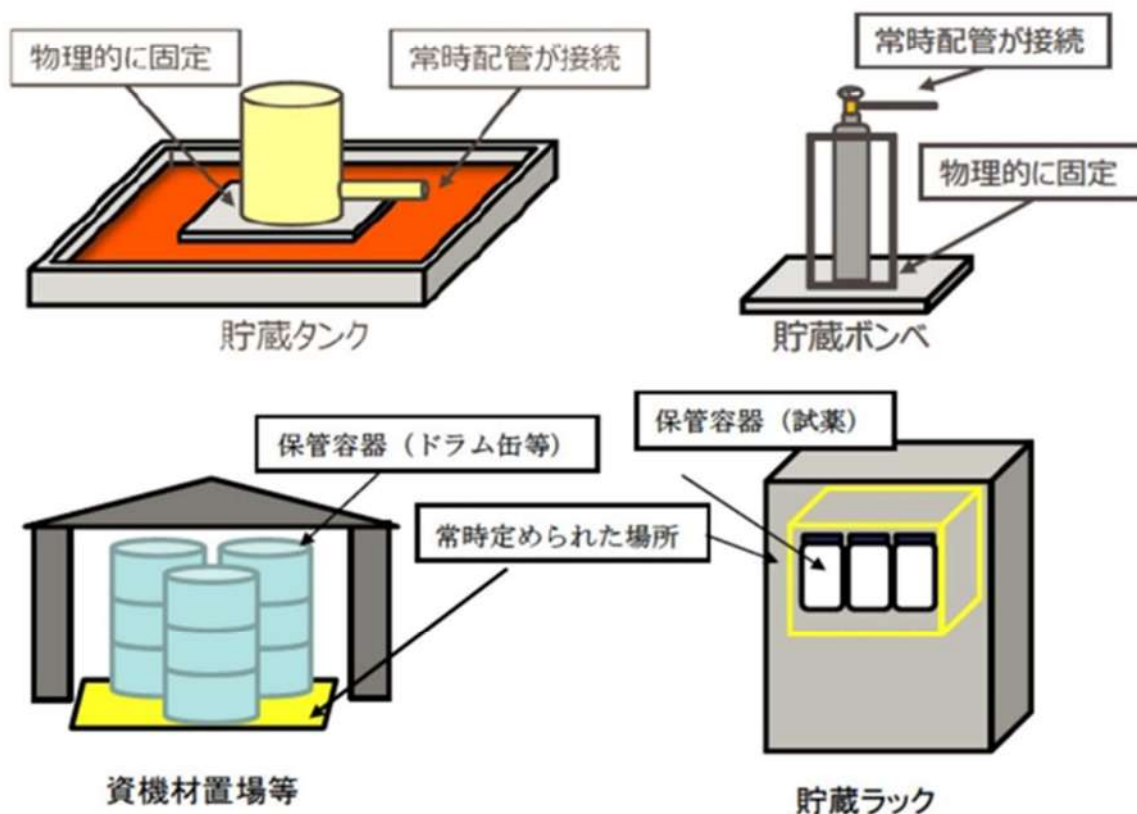 物理的に固定
常時配管が接続
貯蔵タンク
常時配管が接続
物理的に固定
貯蔵ボンベ
保管容器（ドラム缶等）
常時定められた場所
資機材置場等
保管容器（試薬）
貯蔵ラック